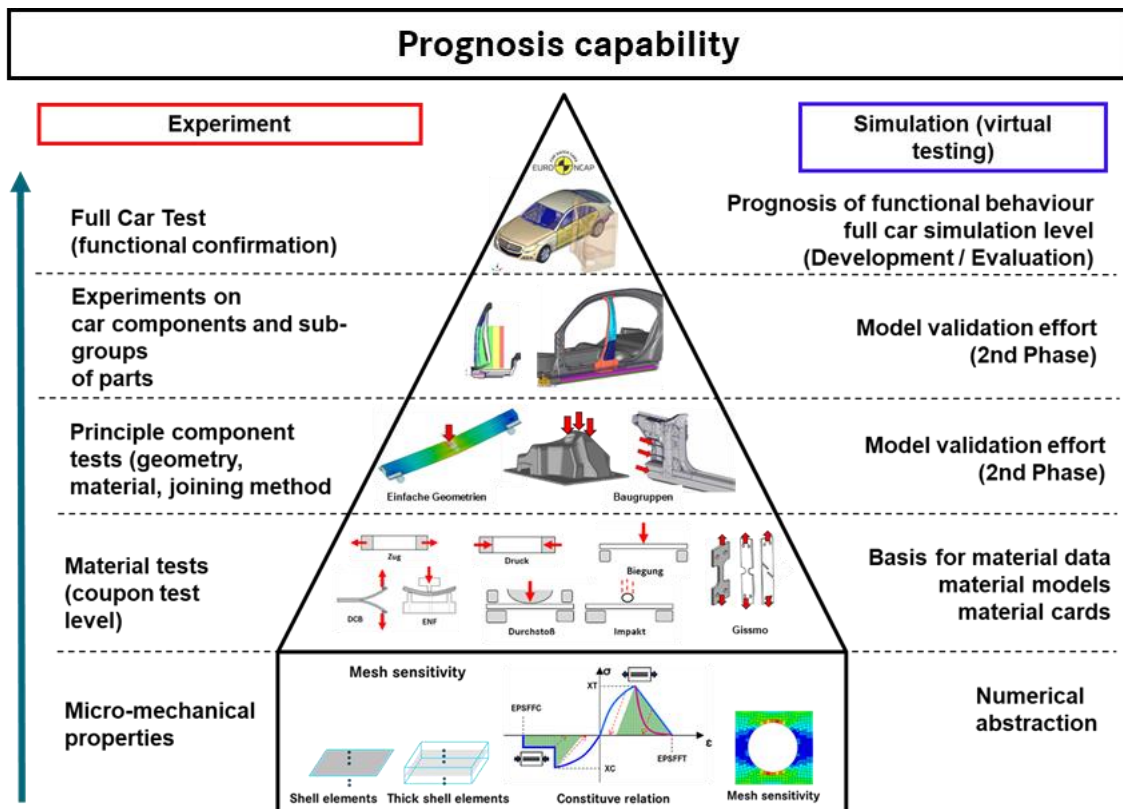 Prognosis capability
Experiment
Simulation (virtual
testing)
EURO NCAP
Full Car Test
(functional confirmation)
Prognosis of functional behaviour
full car simulation level
(Development / Evaluation)
Experiments on
car components and sub-
groups
of parts
Model validation effort
(2nd Phase)
Principle component
tests (geometry,
material, joining method
Einfache Geometrien
Baugruppen
Model validation effort
(2nd Phase)
Material tests
(coupon test
level)
Zug
Druck
Biegung
DCB
ENF
Durchstoß
Impakt
Gissmo
Basis for material data
material models
material cards
Micro-mechanical
properties
Mesh sensitivity
Shell elements
Thick shell elements
σ
XT
EPSFFC
ε
EPSFFT
XC
Constituve relation
Mesh sensitivity
Numerical
abstraction